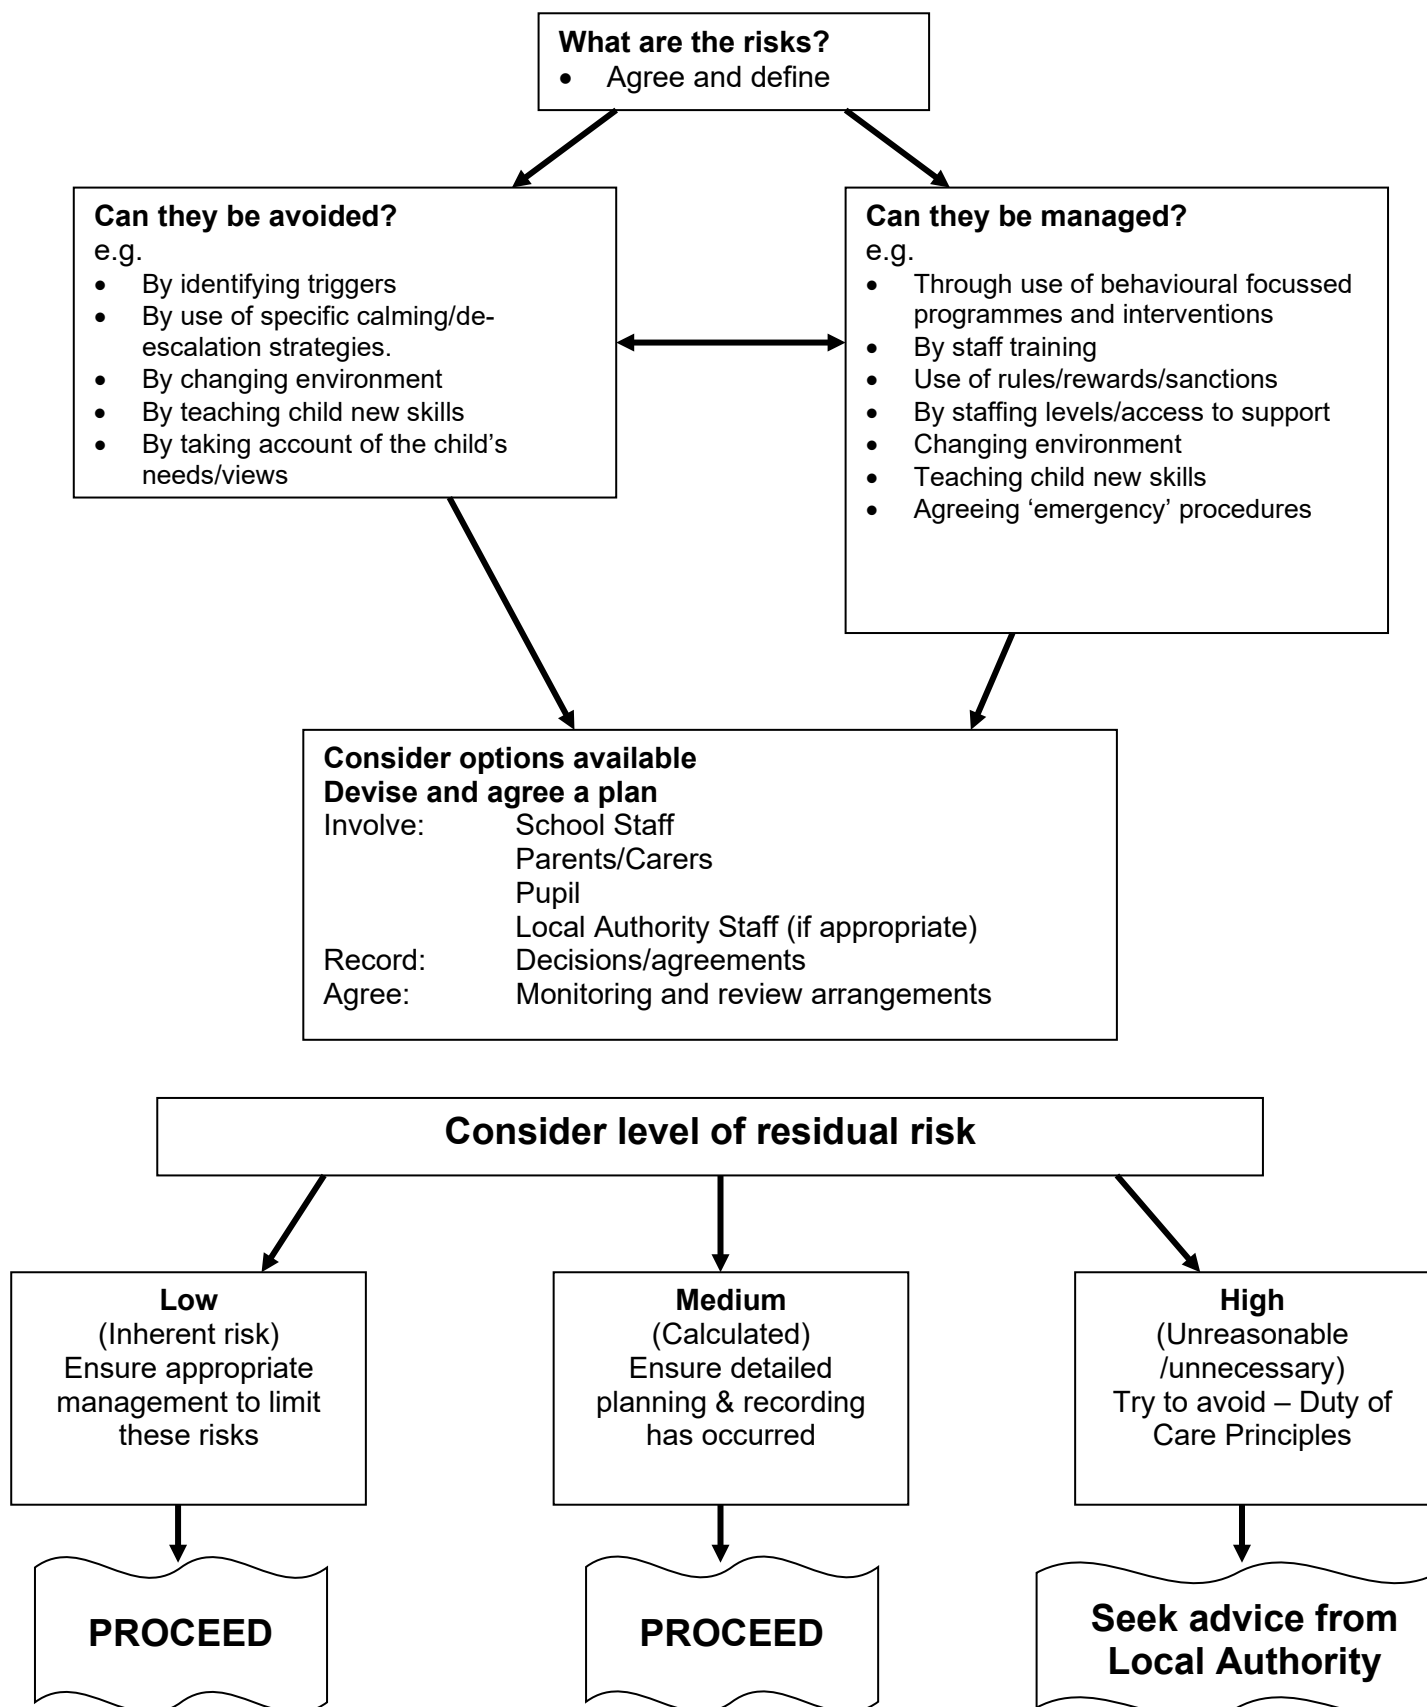 What are the risks?
• Agree and define
Can they be avoided?
e.g.
• By identifying triggers
• By use of specific calming/de-
escalation strategies.
• By changing environment
• By teaching child new skills
• By taking account of the child’s
needs/views
Can they be managed?
e.g.
• Through use of behavioural focussed
programmes and interventions
• By staff training
• Use of rules/rewards/sanctions
• By staffing levels/access to support
• Changing environment
• Teaching child new skills
• Agreeing ‘emergency’ procedures
Consider options available
Devise and agree a plan
Involve: School Staff
Parents/Carers
Pupil
Local Authority Staff (if appropriate)
Record: Decisions/agreements
Agree: Monitoring and review arrangements
Consider level of residual risk
Low
(Inherent risk)
Ensure appropriate
management to limit
these risks
Medium
(Calculated)
Ensure detailed
planning & recording
has occurred
High
(Unreasonable
/unnecessary)
Try to avoid – Duty of
Care Principles
PROCEED
PROCEED
Seek advice from
Local Authority